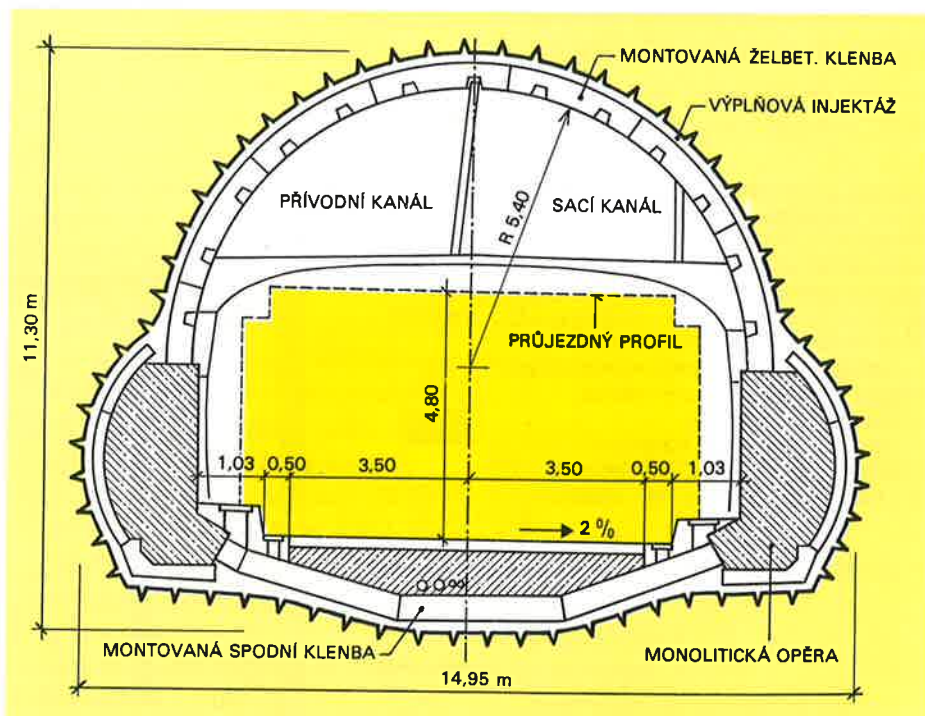 MONTOVANÁ ŽELBET. KLENBA
VÝPLŇOVÁ INJEKTÁŽ
PŘÍVODNÍ KANÁL
SACÍ KANÁL
R 5,40
11,30 m
PRŮJEZDNÝ PROFIL
4,80
1,03 0,50 3,50 3,50 0,50 1,03
2 %
MONTOVANÁ SPODNÍ KLENBA
MONOLITICKÁ OPĚRA
14,95 m